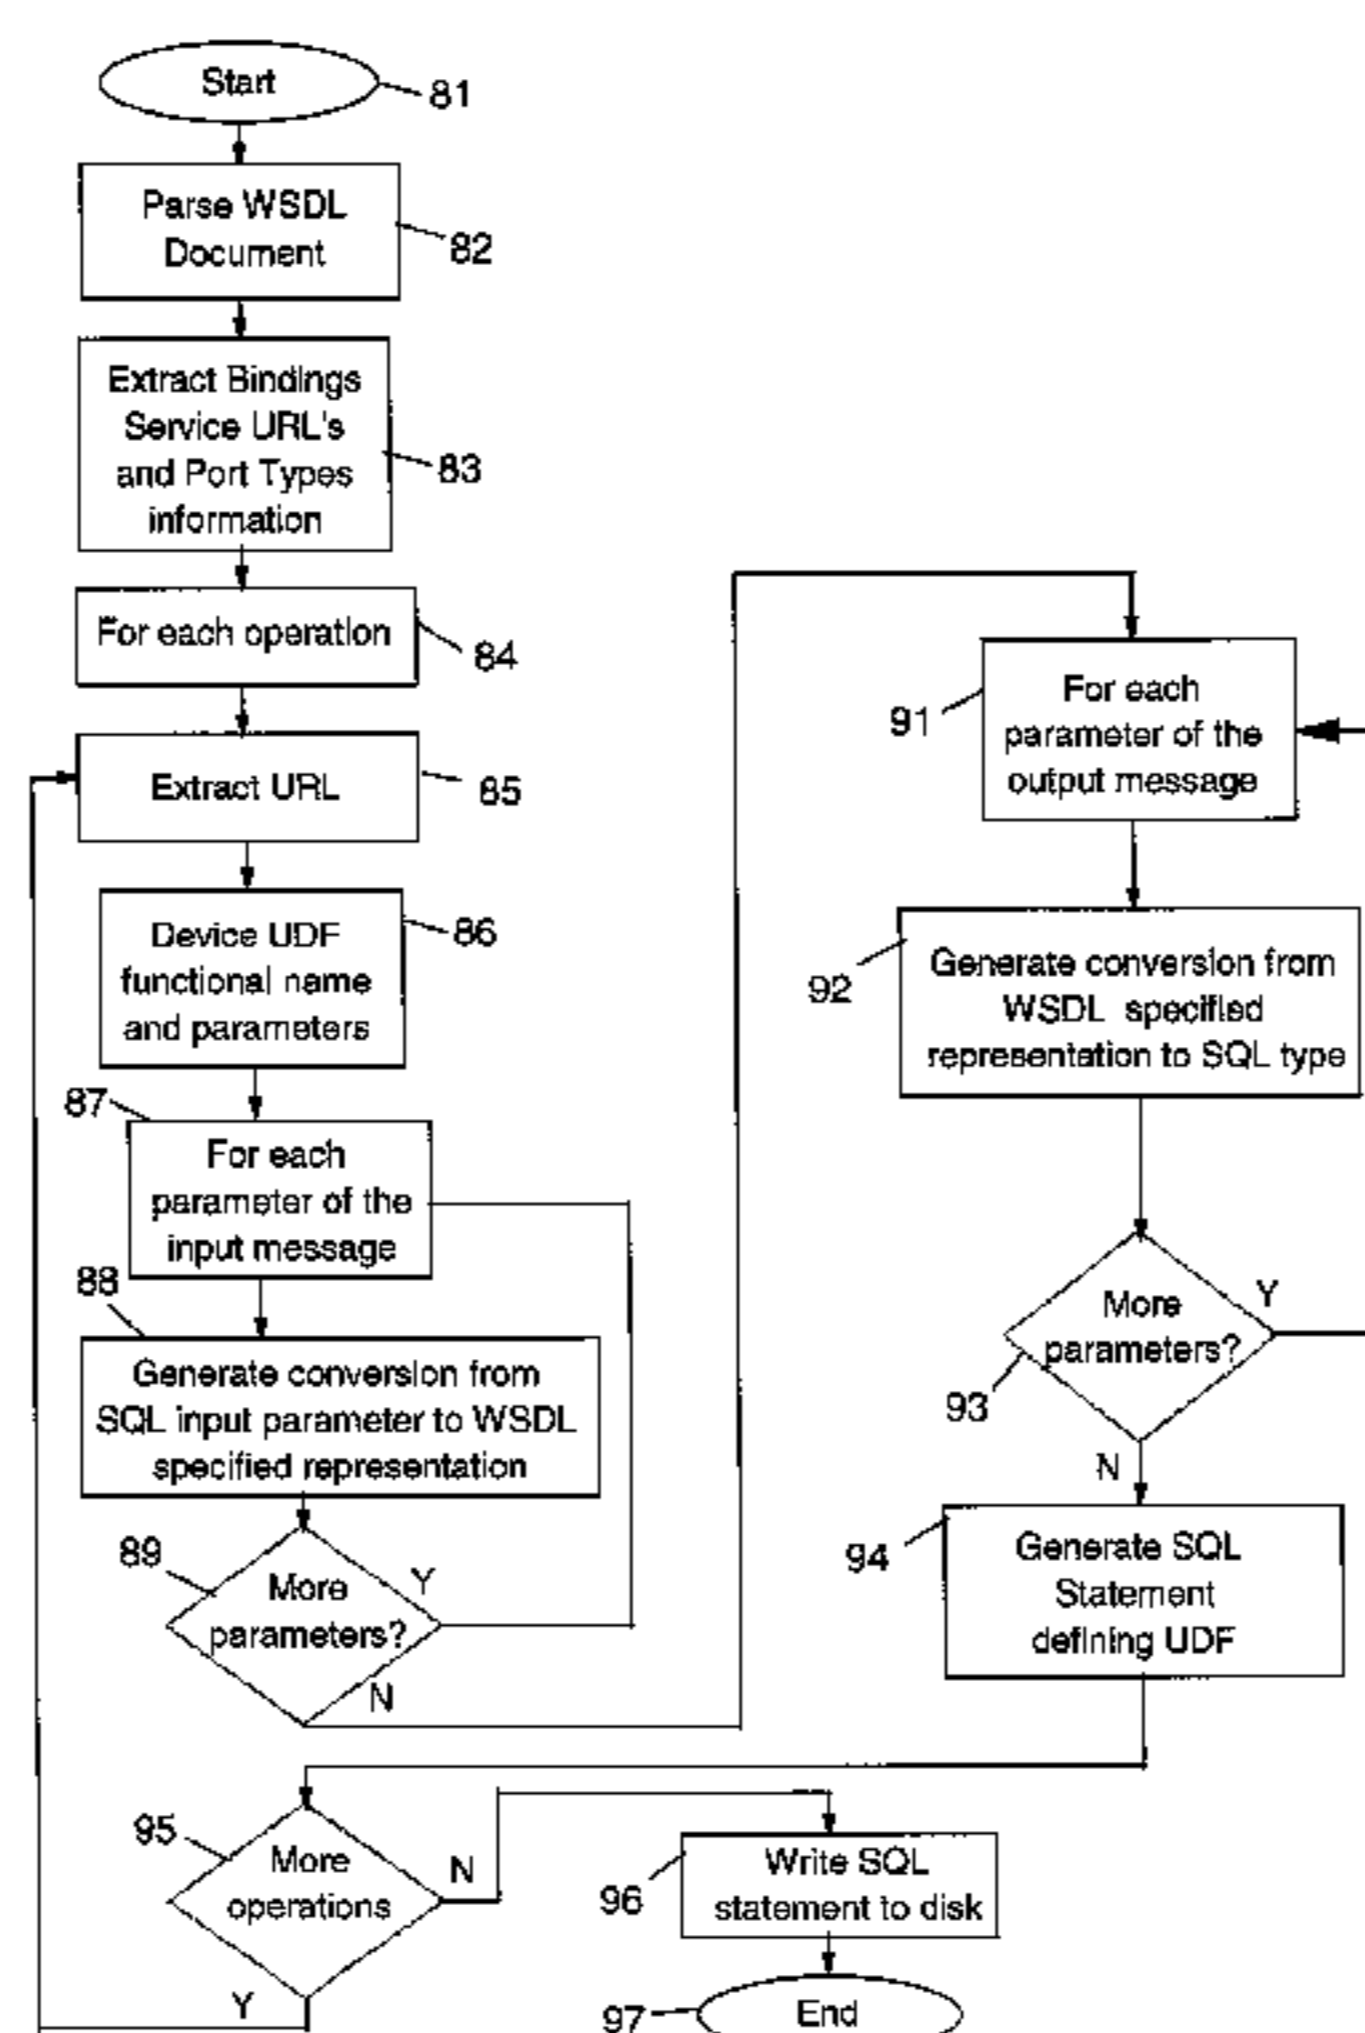 Start
81
Parse WSDL
Document
82
Extract Bindings
Service URL's
and Port Types
information
83
For each operation
84
Extract URL
85
Device UDF
functional name
and parameters
86
87
For each
parameter of the
input message
88
Generate conversion from
SQL input parameter to WSDL
specified representation
89
More
parameters?
Y
N
91
For each
parameter of the
output message
92
Generate conversion from
WSDL specified
representation to SQL type
93
More
parameters?
Y
N
94
Generate SQL
Statement
defining UDF
95
More
operations
N
Y
96
Write SQL
statement to disk
97
End